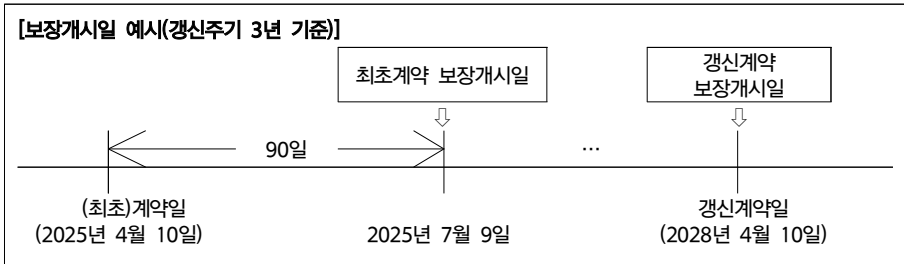 [보장개시일 예시(갱신주기 3년 기준)]
최초계약 보장개시일
갱신계약
보장개시일
90일
…
(최초)계약일
(2025년 4월 10일)
2025년 7월 9일
갱신계약일
(2028년 4월 10일)